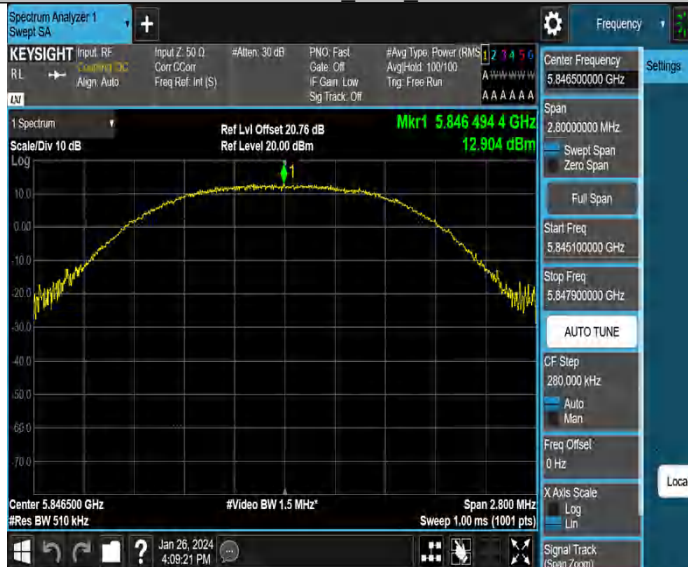 Spectrum Analyzer 1
Swept SA
Frequency
KEYSIGHT
RL
Input: RF
Coupling: DC
Align: Auto
Input Z: 50 Ω
Corr CCorr
Freq Ref: Int (S)
#Atten: 30 dB
PNO: Fast
Gate: Off
IF Gain: Low
Sig Track: Off
#Avg Type: Power (RMS
Avg|Hold: 100/100
Trig: Free Run
1 2 3 4 5 6
A W W W W W
A A A A A A
LXI
1 Spectrum
Scale/Div 10 dB
Ref Lvl Offset 20.76 dB
Ref Level 20.00 dBm
Mkr1 5.846 494 4 GHz
12.904 dBm
Log
1
10.0
0.00
-10.0
-20.0
-30.0
-40.0
-50.0
-60.0
-70.0
Center 5.846500 GHz
#Res BW 510 kHz
#Video BW 1.5 MHz*
Span 2.800 MHz
Sweep 1.00 ms (1001 pts)
Jan 26, 2024
4:09:21 PM
Center Frequency
5.846500000 GHz
Settings
Span
2.80000000 MHz
Swept Span
Zero Span
Full Span
Start Freq
5.845100000 GHz
Stop Freq
5.847900000 GHz
AUTO TUNE
CF Step
280.000 kHz
Auto
Man
Freq Offset
0 Hz
X Axis Scale
Log
Lin
Loca
Signal Track
(Span Zoom)